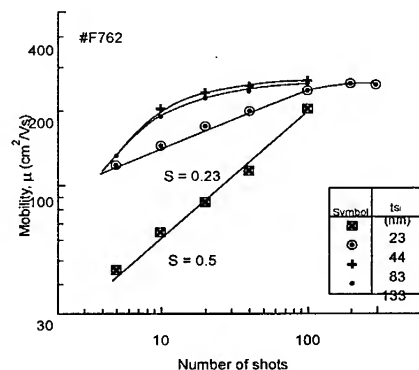 #F762
400
200
100
30
Mobility, μ (cm²/Vs)
S = 0.23
S = 0.5
Symbol tsi (nm)
23
44
83
133
10
100
Number of shots